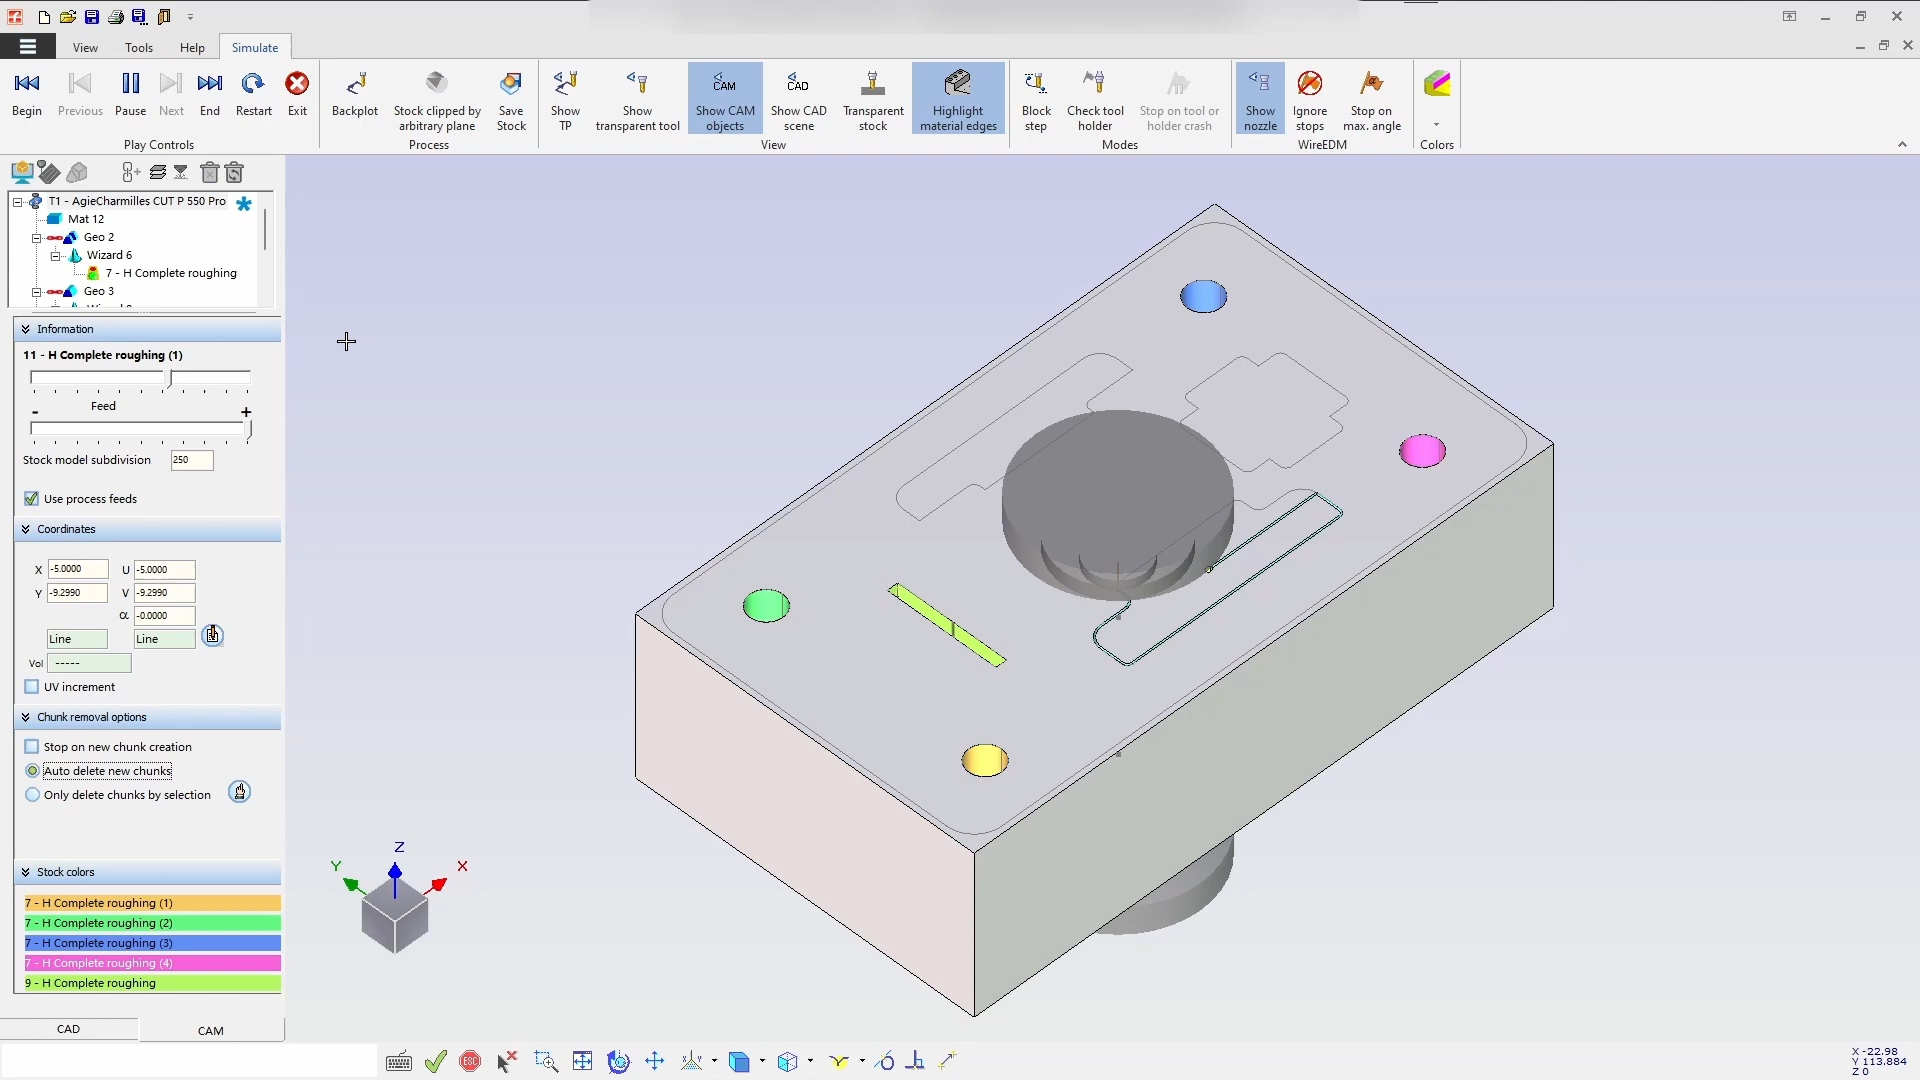 View
Tools
Help
Simulate
Begin
Previous
Pause
Next
End
Restart
Exit
Play Controls
Backplot
Stock clipped by
arbitrary plane
Save
Stock
Process
Show
TP
Show
transparent tool
CAM
Show CAM
objects
CAD
Show CAD
scene
Transparent
stock
Highlight
material edges
View
Block
step
Check tool
holder
Stop on tool or
holder crash
Modes
Show
nozzle
Ignore
stops
Stop on
max. angle
WireEDM
Colors
T1 - AgieCharmilles CUT P 550 Pro
Mat 12
Geo 2
Wizard 6
7 - H Complete roughing
Geo 3
Information
11 - H Complete roughing (1)
- Feed +
Stock model subdivision 250
Use process feeds
Coordinates
X -5.0000 U -5.0000
Y -9.2990 V -9.2990
α -0.0000
Line Line
Vol -----
UV increment
Chunk removal options
Stop on new chunk creation
Auto delete new chunks
Only delete chunks by selection
Stock colors
7 - H Complete roughing (1)
7 - H Complete roughing (2)
7 - H Complete roughing (3)
7 - H Complete roughing (4)
9 - H Complete roughing
CAD
CAM
Z
Y
X
ESC
X -22.98
Y 113.884
Z 0